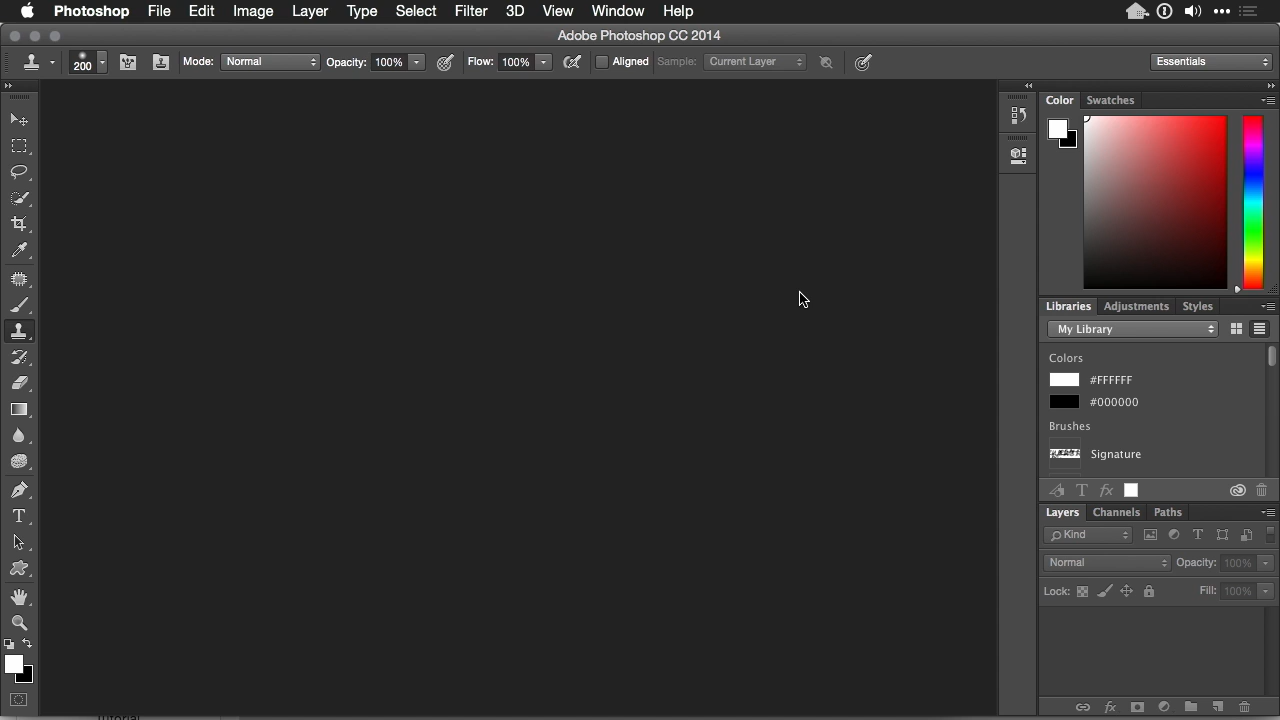 Photoshop File Edit Image Layer Type Select Filter 3D View Window Help
Adobe Photoshop CC 2014
200 Mode: Normal Opacity: 100% Flow: 100% Aligned Sample: Current Layer Essentials
Color Swatches
Libraries Adjustments Styles
My Library
Colors
#FFFFFF
#000000
Brushes
Signature
Layers Channels Paths
Kind
Normal Opacity: 100%
Lock: Fill: 100%
Tutorial